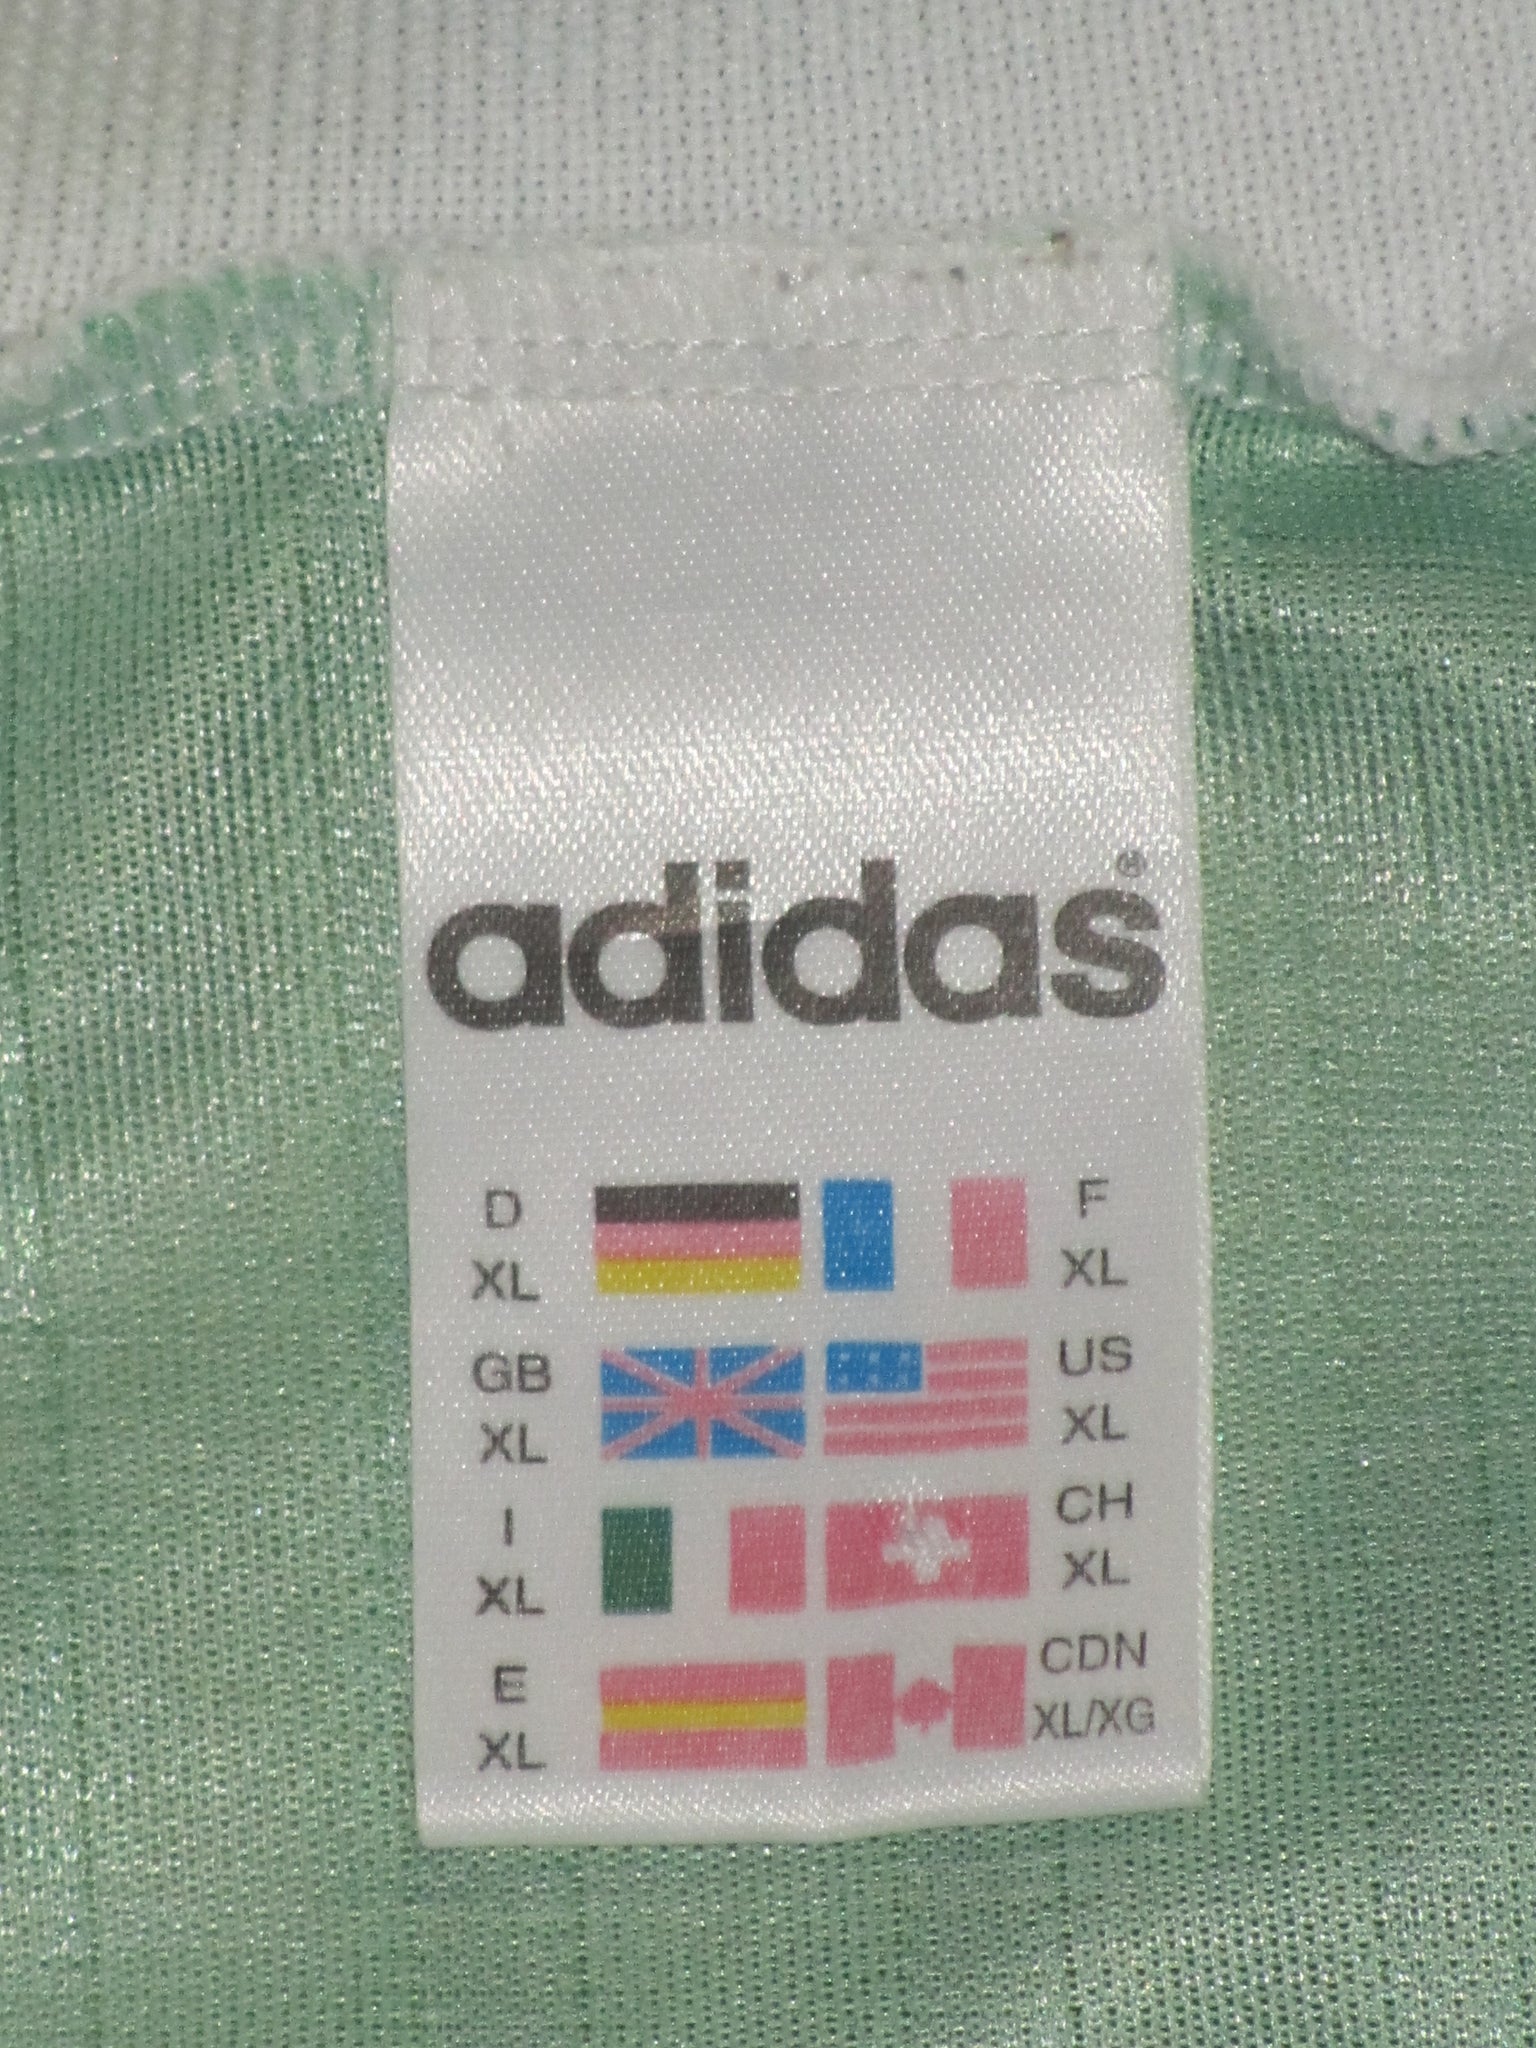 adidas®
D F
XL XL
GB US
XL XL
I CH
XL XL
E CDN
XL XL/XG